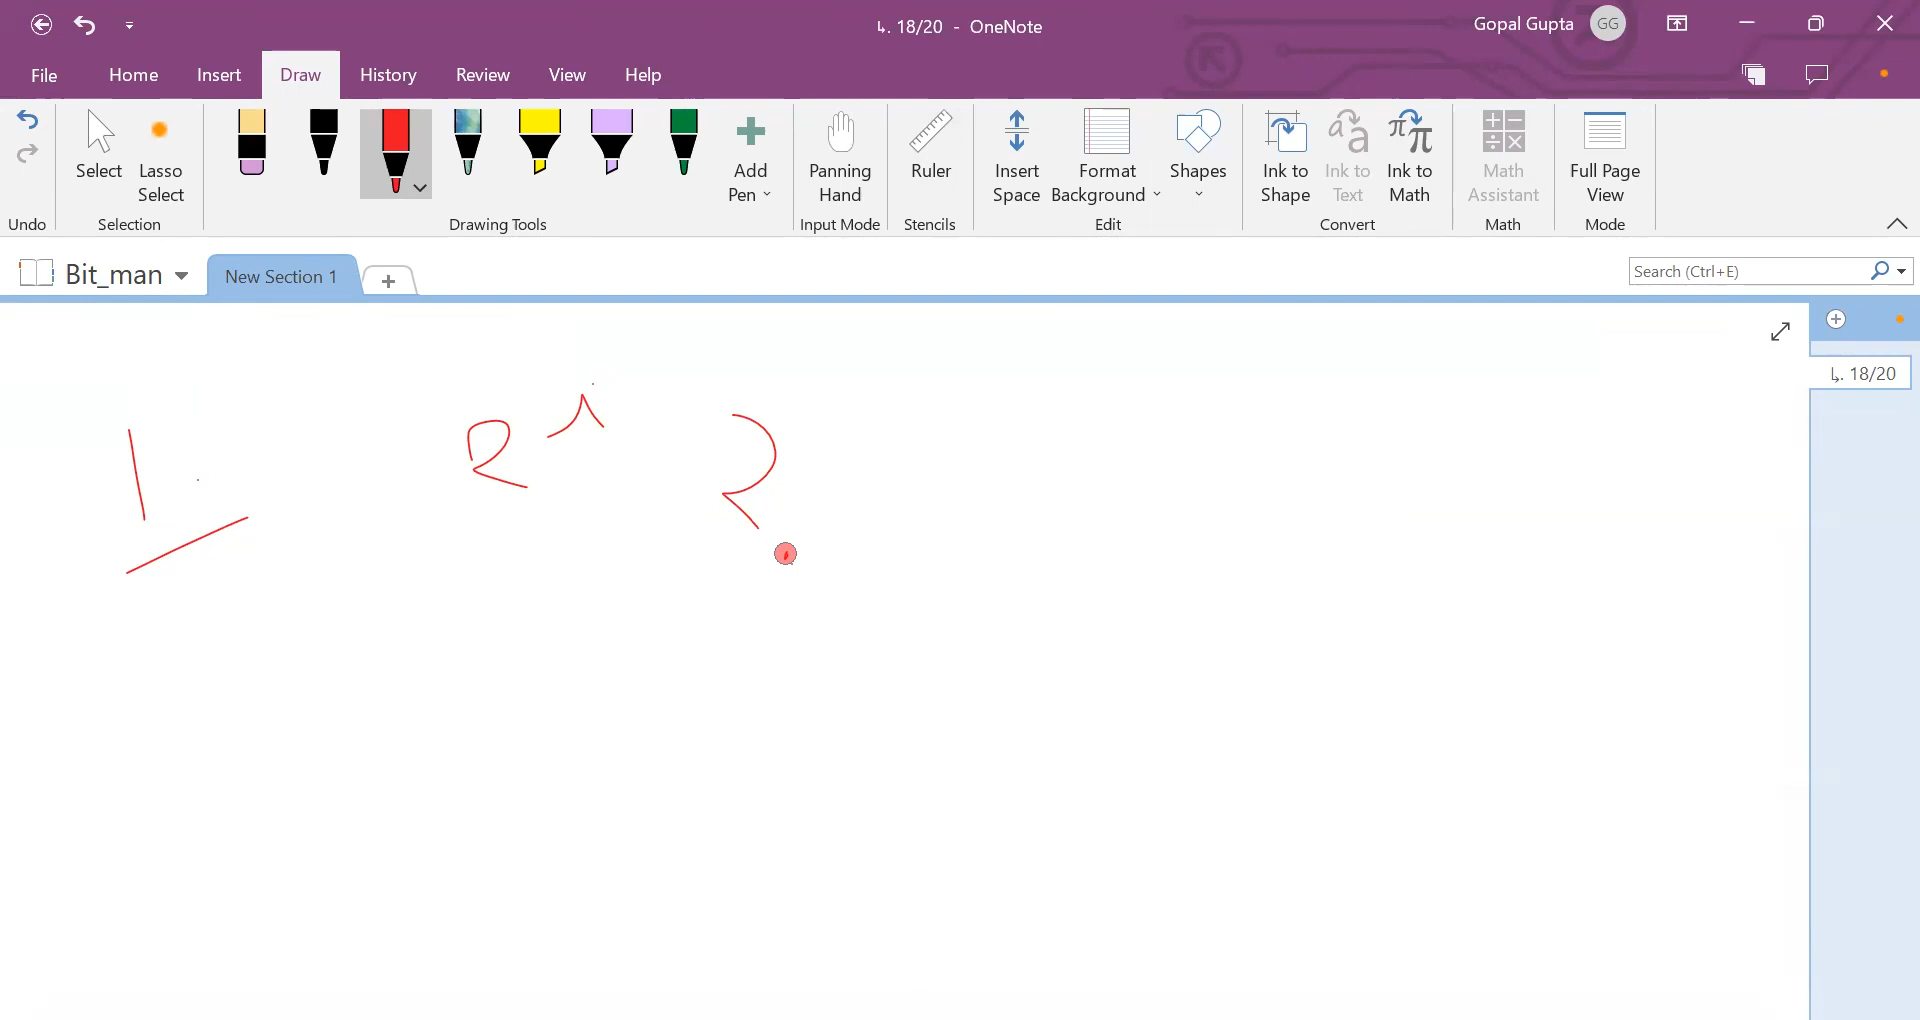 ҍ. 18/20 - OneNote
Gopal Gupta GG
File Home Insert Draw History Review View Help
Select Lasso Select Add Pen Panning Hand Ruler Insert Space Format Background Shapes Ink to Shape Ink to Text Ink to Math Math Assistant Full Page View
Undo Selection Drawing Tools Input Mode Stencils Edit Convert Math Mode
Bit_man New Section 1 + Search (Ctrl+E)
18/20
1 2 2